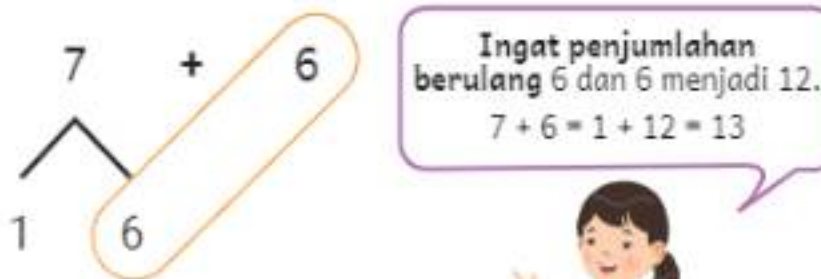 7 + 6
1 6
Ingat penjumlahan
berulang 6 dan 6 menjadi 12.
7 + 6 = 1 + 12 = 13